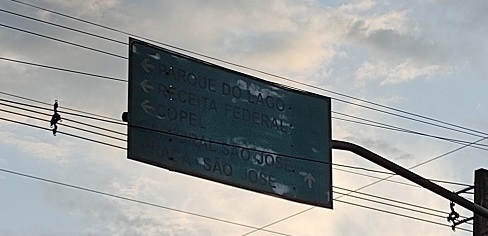 PARQUE DO LAGO
RECEITA FEDERAL
COPEL
SÃO JOSÉ
SÃO JOSÉ